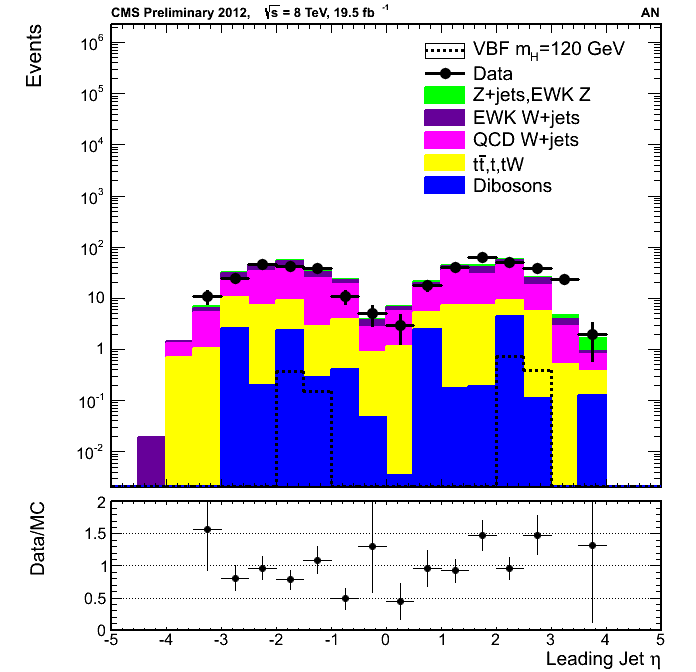 CMS Preliminary 2012, √s = 8 TeV, 19.5 fb⁻¹ AN
Events
10⁶
10⁵
10⁴
10³
10²
10
1
10⁻¹
10⁻²
VBF m_H=120 GeV
Data
Z+jets,EWK Z
EWK W+jets
QCD W+jets
tt̄,t,tW
Dibosons
Data/MC
2
1.5
1
0.5
0
-5 -4 -3 -2 -1 0 1 2 3 4 5
Leading Jet η